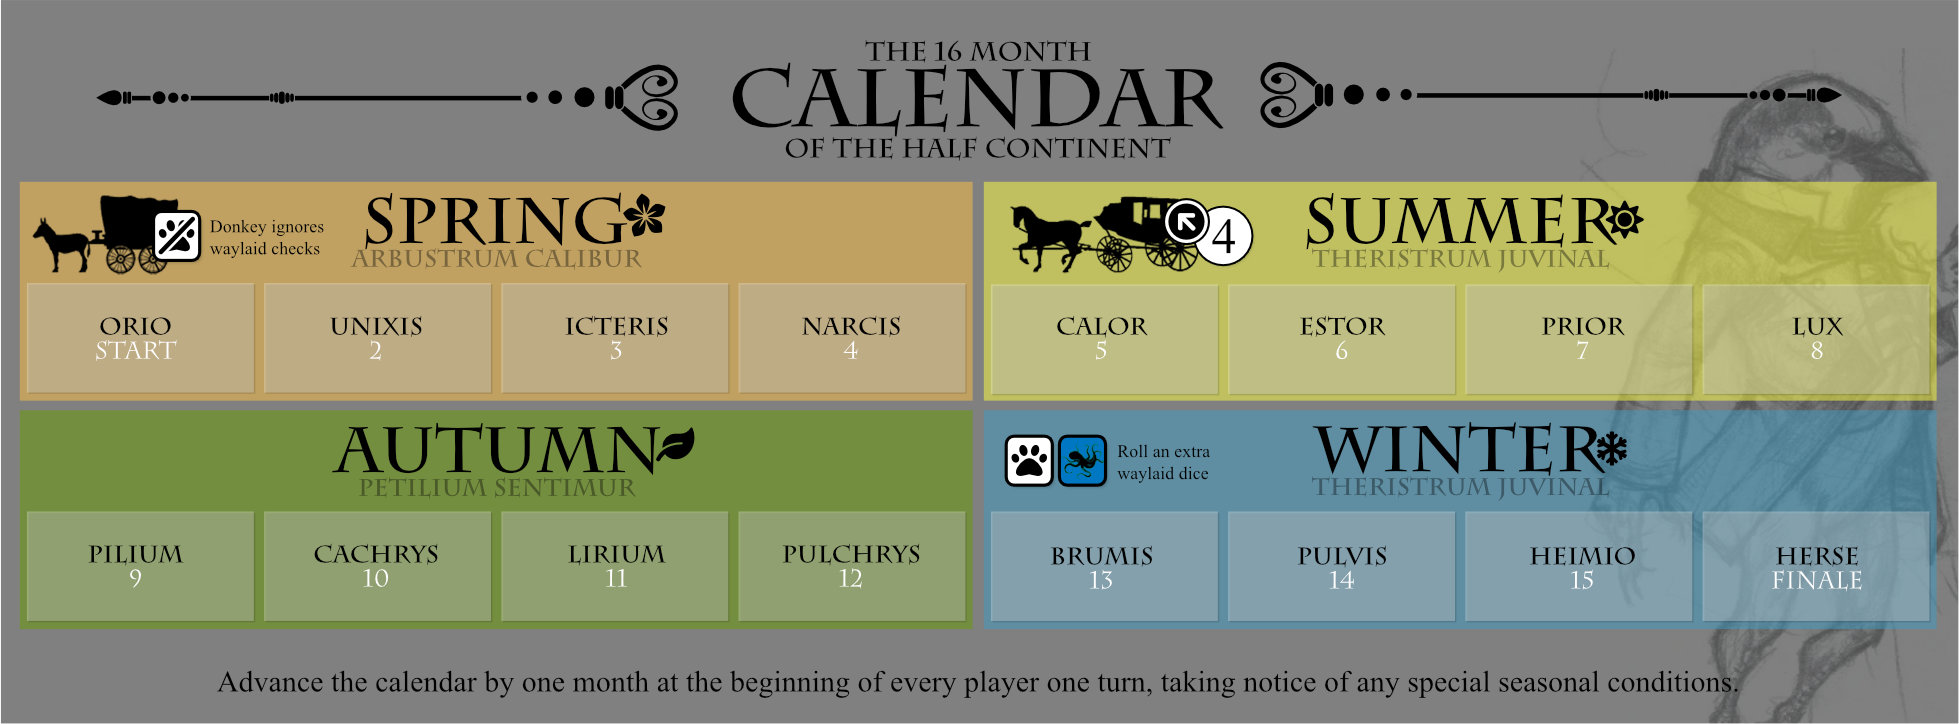 THE 16 MONTH
CALENDAR
OF THE HALF CONTINENT
Donkey ignores
waylaid checks
SPRING
ARBUSTRUM CALIBUR
ORIO
START
UNIXIS
2
ICTERIS
3
NARCIS
4
4
SUMMER
THERISTRUM JUVINAL
CALOR
5
ESTOR
6
PRIOR
7
LUX
8
AUTUMN
PETILIUM SENTIMUR
PILIUM
9
CACHRYS
10
LIRIUM
11
PULCHRYS
12
Roll an extra
waylaid dice
WINTER
THERISTRUM JUVINAL
BRUMIS
13
PULVIS
14
HEIMIO
15
HERSE
FINALE
Advance the calendar by one month at the beginning of every player one turn, taking notice of any special seasonal conditions.